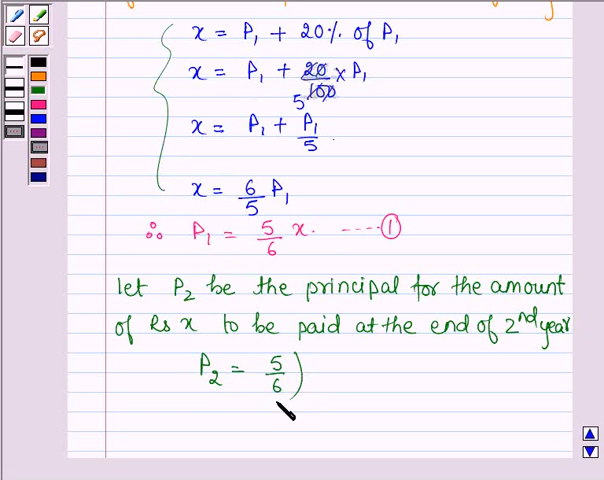 x = P₁ + 20% of P₁
x = P₁ + 20/100 × P₁
5
x = P₁ + P₁/5
x = 6/5 P₁
∴ P₁ = 5/6 x. ----- ①
let P₂ be the principal for the amount
of Rs x to be paid at the end of 2nd year
P₂ = 5/6 )